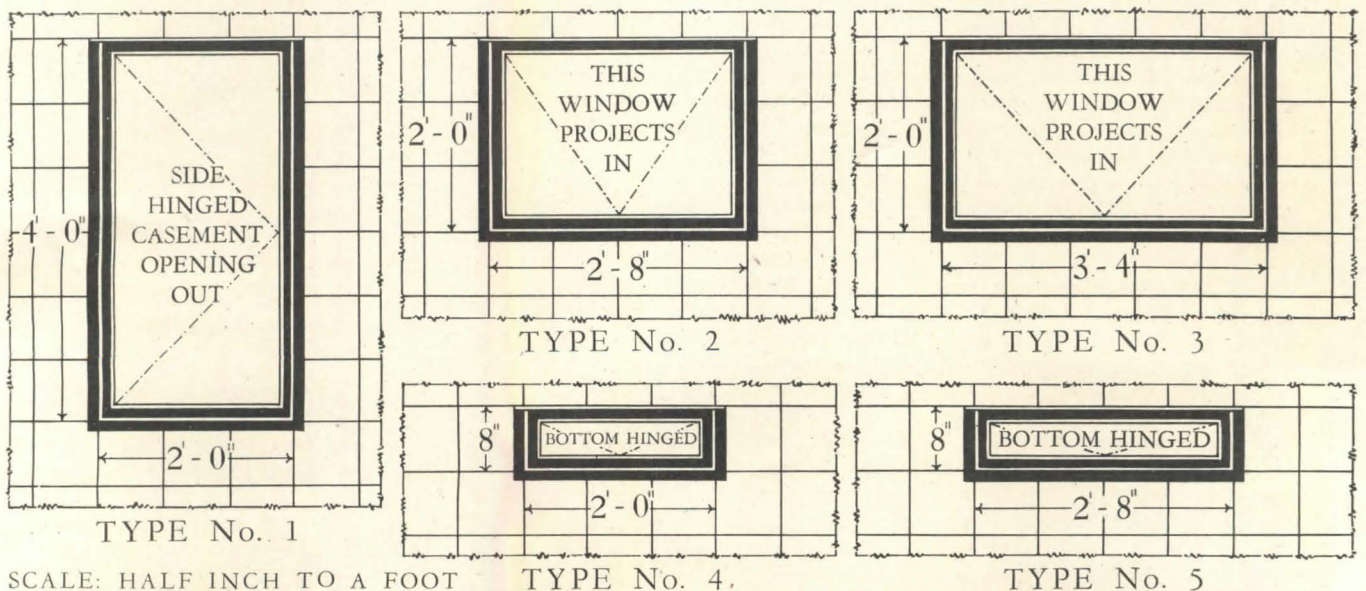 4'-0"
SIDE
HINGED
CASEMENT
OPENING
OUT
2'-0"
TYPE No. 1
2'-0"
THIS
WINDOW
PROJECTS
IN
2'-8"
TYPE No. 2
2'-0"
THIS
WINDOW
PROJECTS
IN
3'-4"
TYPE No. 3
8"
BOTTOM HINGED
2'-0"
TYPE No. 4
8"
BOTTOM HINGED
2'-8"
TYPE No. 5
SCALE: HALF INCH TO A FOOT